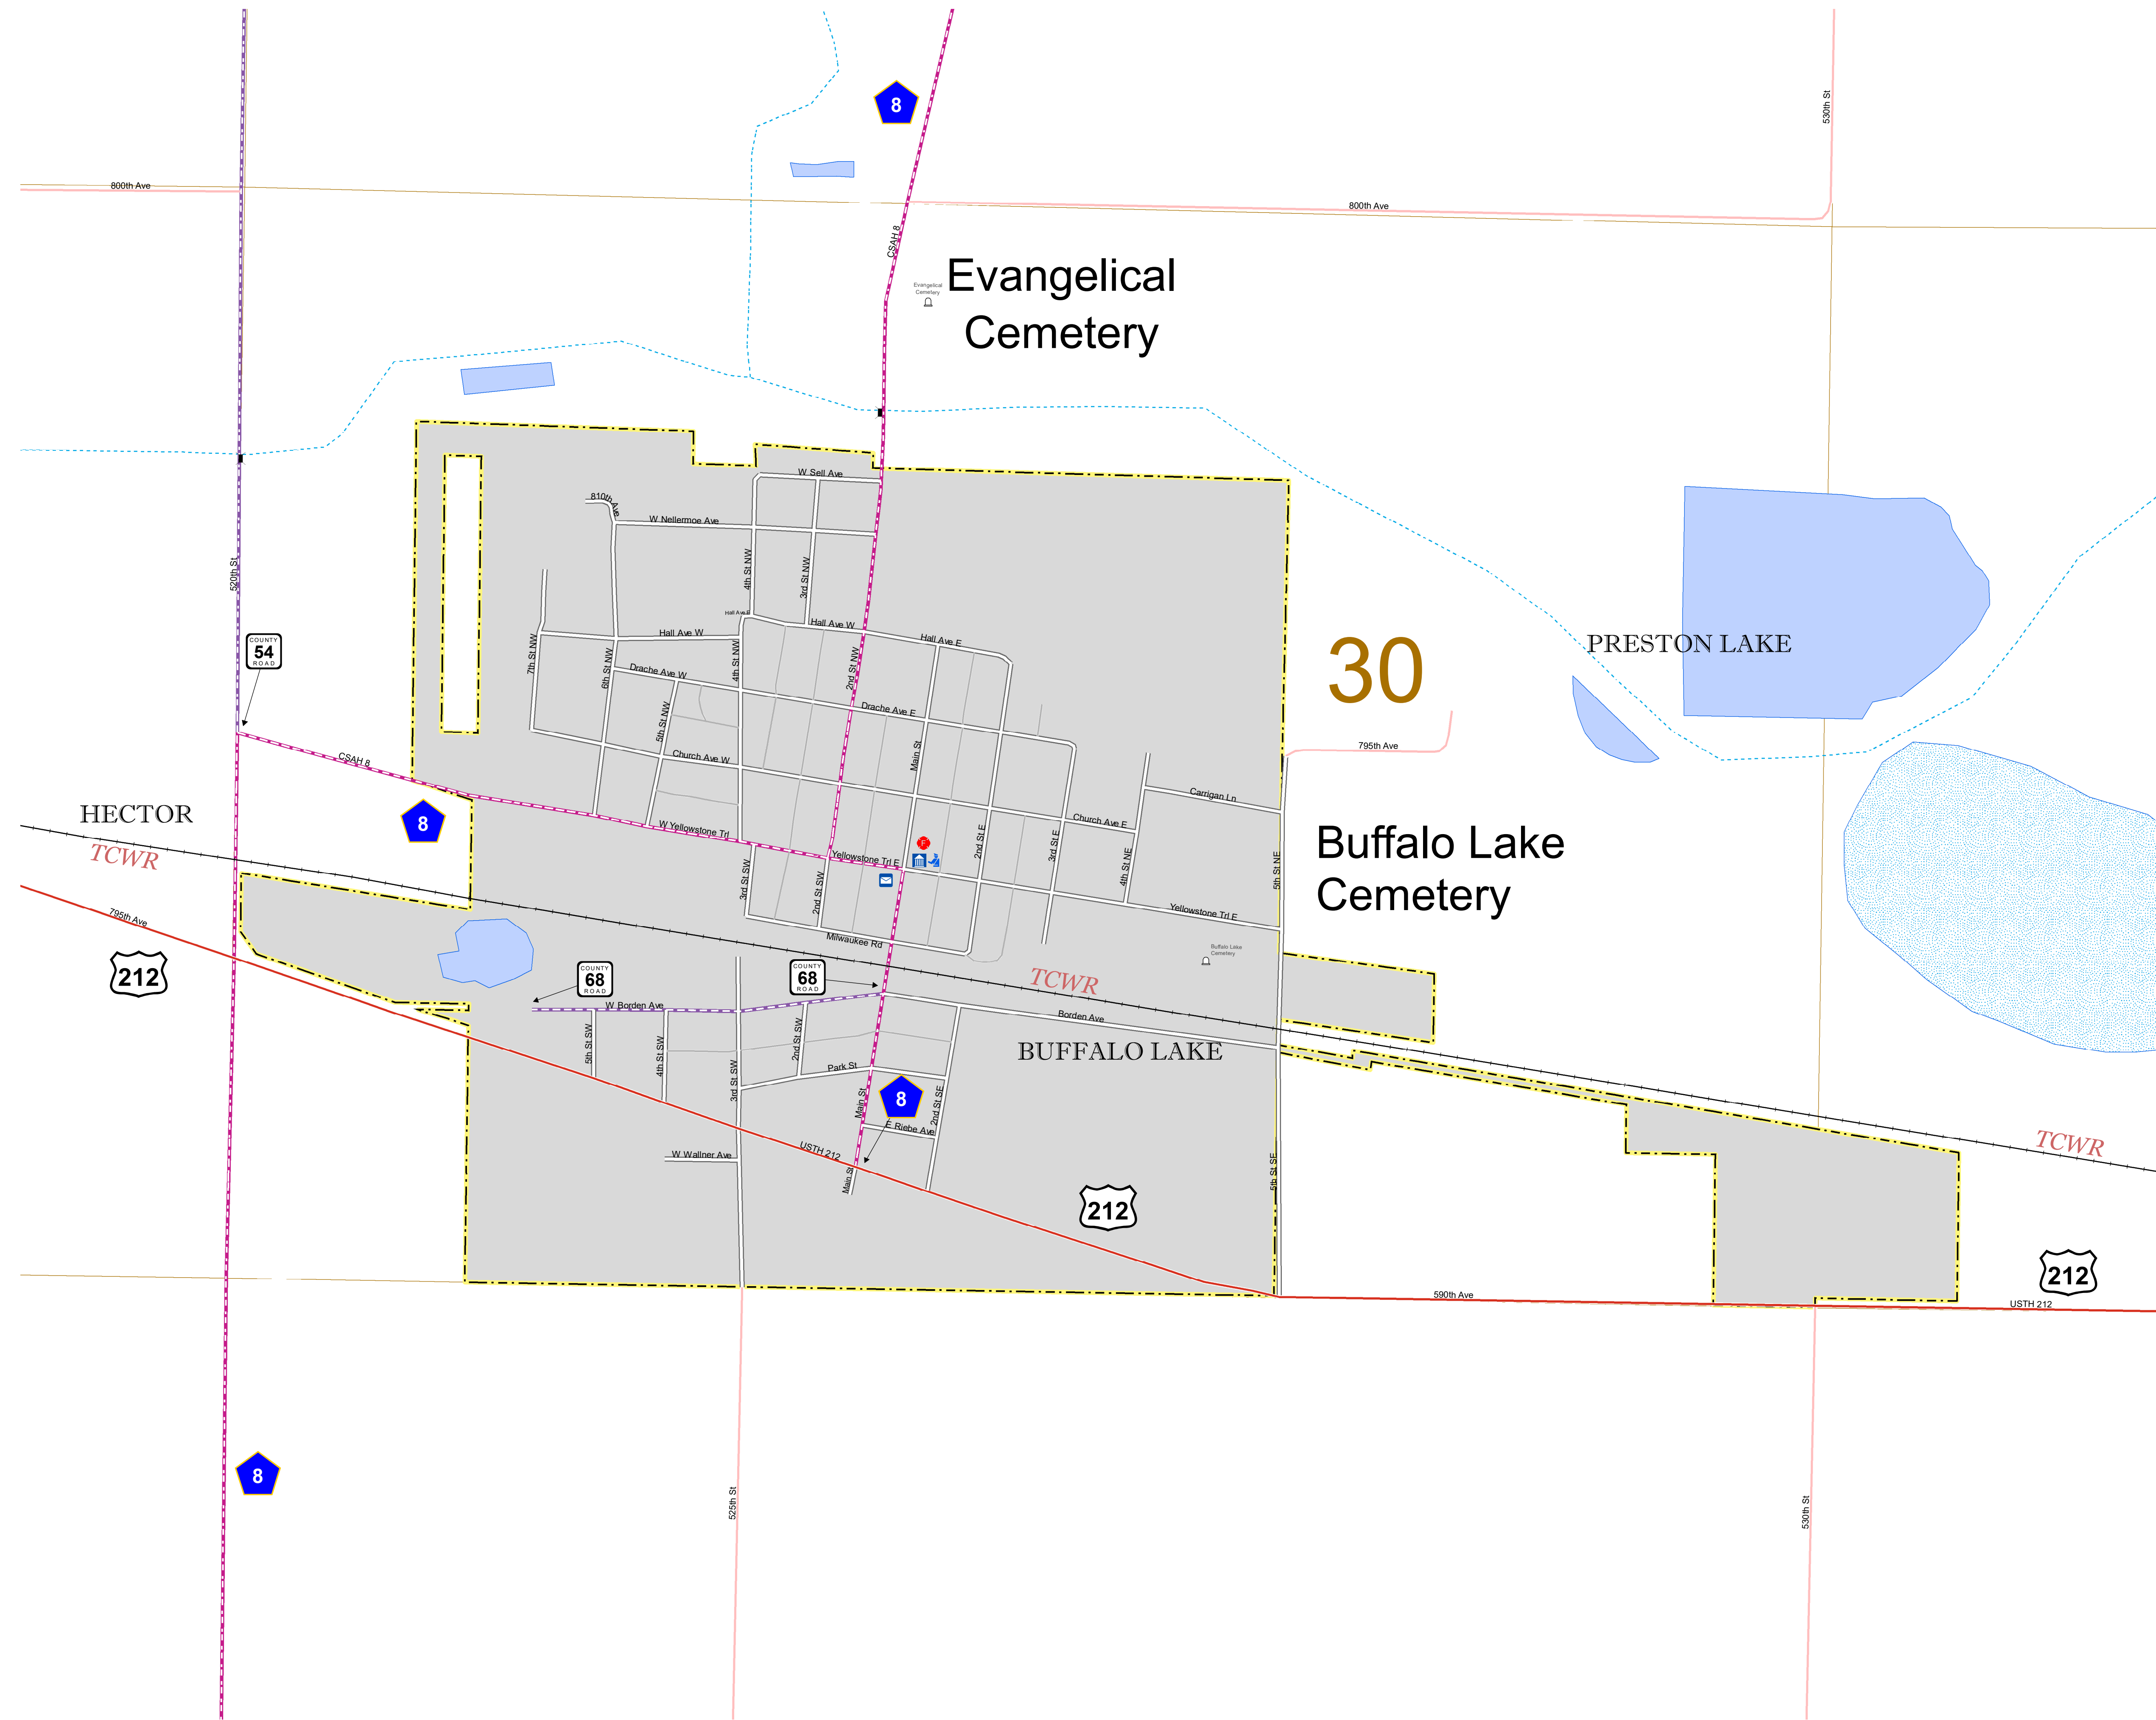 8
530th St
800th Ave
800th Ave
CSAH 8
Evangelical
Cemetery
Evangelical
Cemetery
W Sell Ave
810th Ave
W Nellermoe Ave
520th St
4th St NW
3rd St NW
Hall Ave E
Hall Ave W
Hall Ave W
Hall Ave E
COUNTY
54
ROAD
7th St NW
6th St NW
Drache Ave W
4th St NW
2nd St NW
30
PRESTON LAKE
5th St NW
Drache Ave E
Main St
795th Ave
CSAH 8
Church Ave W
Carrigan Ln
HECTOR
8
W Yellowstone Trl
Church Ave E
TCWR
F
2nd St E
3rd St E
Buffalo Lake
Cemetery
Yellowstone Trl E
3rd St SW
2nd St SW
4th St NE
5th St NE
795th Ave
Yellowstone Trl E
Milwaukee Rd
Buffalo Lake
Cemetery
212
COUNTY
68
ROAD
COUNTY
68
ROAD
TCWR
W Borden Ave
Borden Ave
5th St SW
4th St SW
2nd St SW
BUFFALO LAKE
3rd St SW
Park St
Main St
8
2nd St SE
E Riebe Ave
TCWR
USTH 212
W Wallner Ave
Main St
5th St SE
212
212
590th Ave
USTH 212
8
525th St
530th St